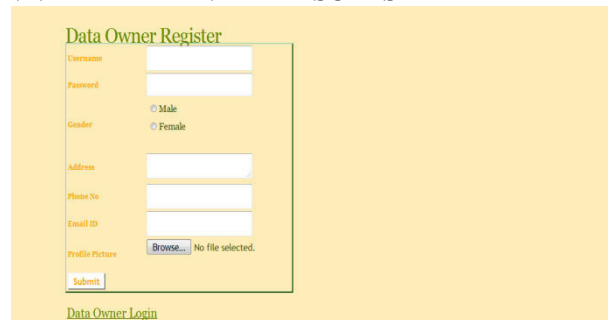 Data Owner Register
Username
Password
Male
Gender
Female
Address
Phone No
Email ID
Profile Picture Browse... No file selected.
Submit
Data Owner Login